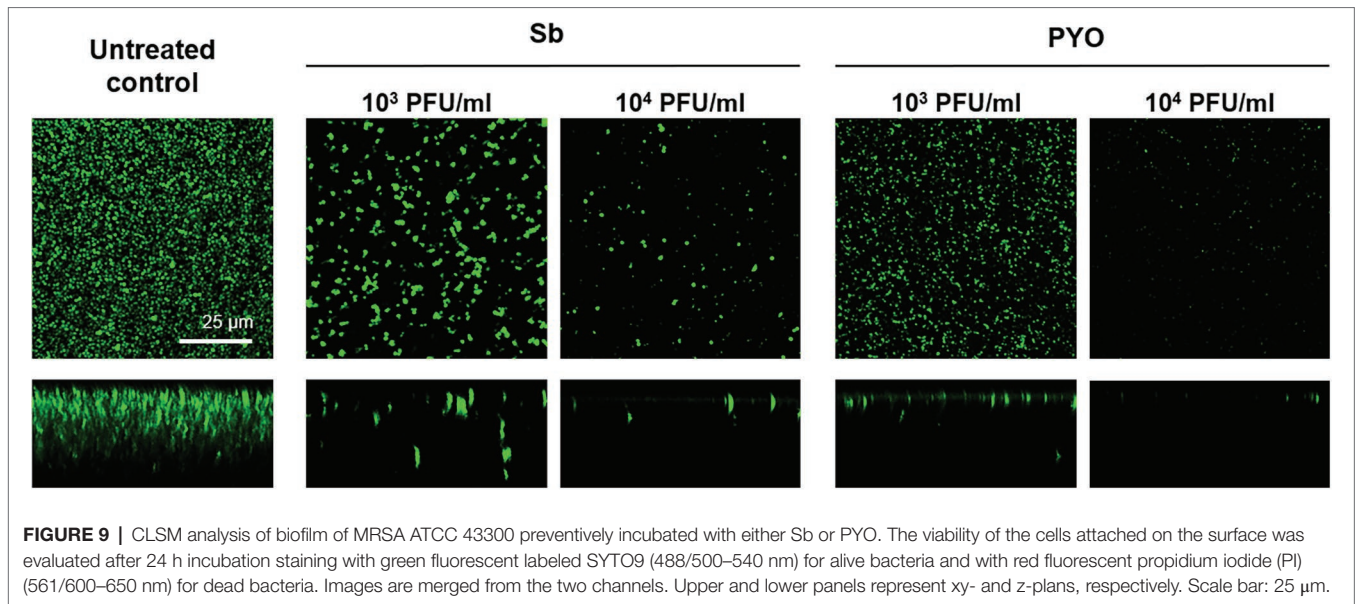 Untreated
control
Sb
PYO
10³ PFU/ml
10⁴ PFU/ml
10³ PFU/ml
10⁴ PFU/ml
25 μm
FIGURE 9 | CLSM analysis of biofilm of MRSA ATCC 43300 preventively incubated with either Sb or PYO. The viability of the cells attached on the surface was
evaluated after 24 h incubation staining with green fluorescent labeled SYTO9 (488/500–540 nm) for alive bacteria and with red fluorescent propidium iodide (PI)
(561/600–650 nm) for dead bacteria. Images are merged from the two channels. Upper and lower panels represent xy- and z-plans, respectively. Scale bar: 25 μm.